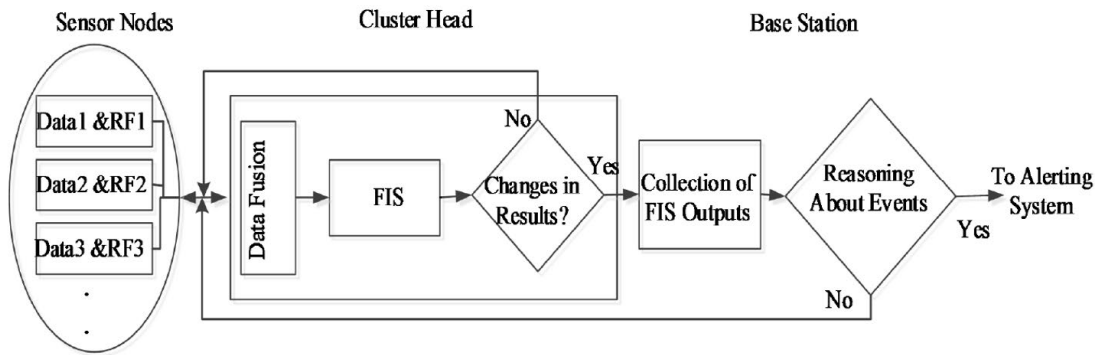 Sensor Nodes
Cluster Head
Base Station
Data1 &RF1
Data2 &RF2
Data3 &RF3
.
.
Data Fusion
FIS
No
Changes in
Results?
Yes
Collection of
FIS Outputs
Reasoning
About Events
No
Yes
To Alerting
System